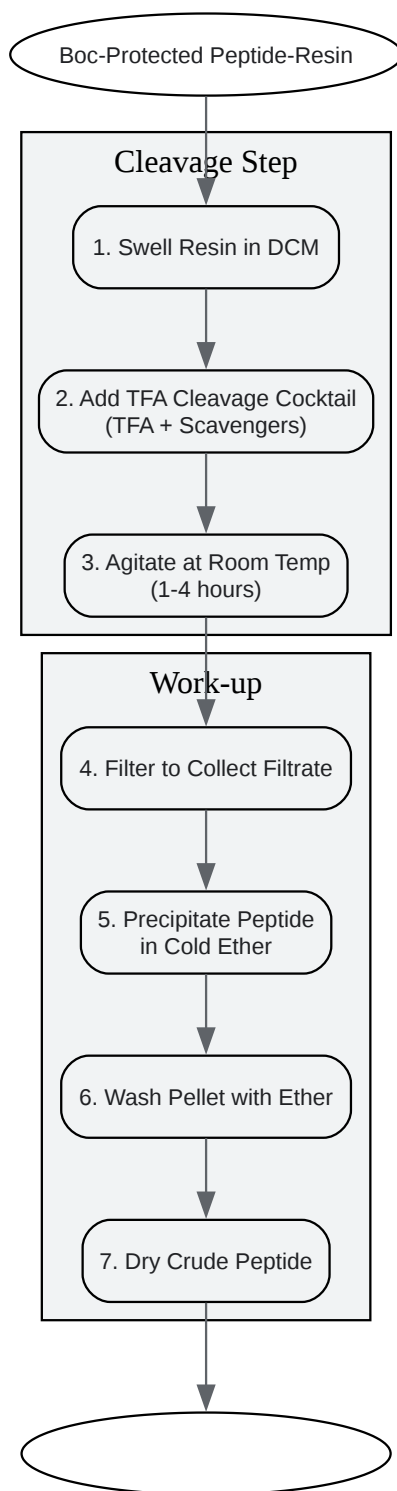 Boc-Protected Peptide-Resin
Cleavage Step
1. Swell Resin in DCM
2. Add TFA Cleavage Cocktail
(TFA + Scavengers)
3. Agitate at Room Temp
(1-4 hours)
Work-up
4. Filter to Collect Filtrate
5. Precipitate Peptide
in Cold Ether
6. Wash Pellet with Ether
7. Dry Crude Peptide